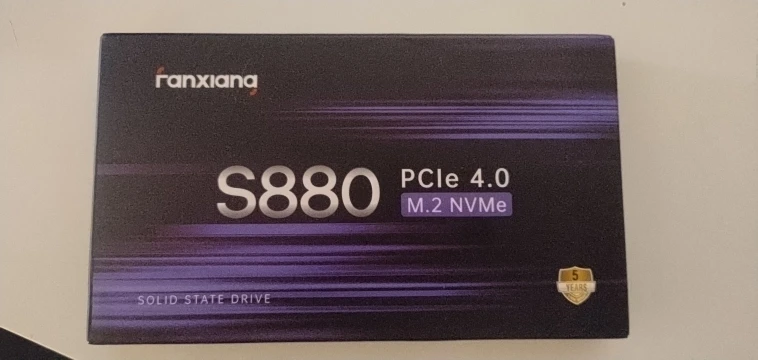 Fanxiang
S880
PCIe 4.0
M.2 NVMe
SOLID STATE DRIVE
5
YEARS